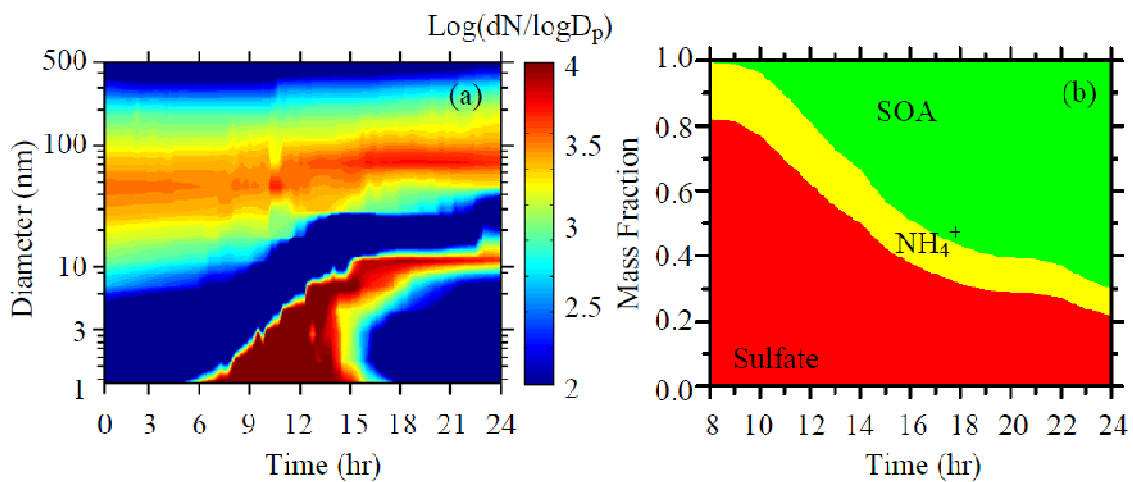 Log(dN/logDp)
500
100
10
3
1
Diameter (nm)
(a)
0 3 6 9 12 15 18 21 24
Time (hr)
4
3.5
3
2.5
2
1.0
0.8
0.6
0.4
0.2
0.0
Mass Fraction
(b)
SOA
NH4+
Sulfate
8 10 12 14 16 18 20 22 24
Time (hr)